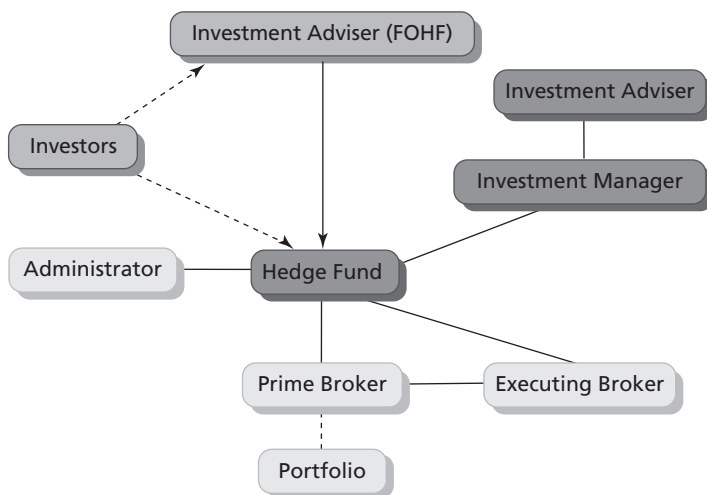 Investment Adviser (FOHF)
Investment Adviser
Investors
Investment Manager
Administrator
Hedge Fund
Prime Broker
Executing Broker
Portfolio